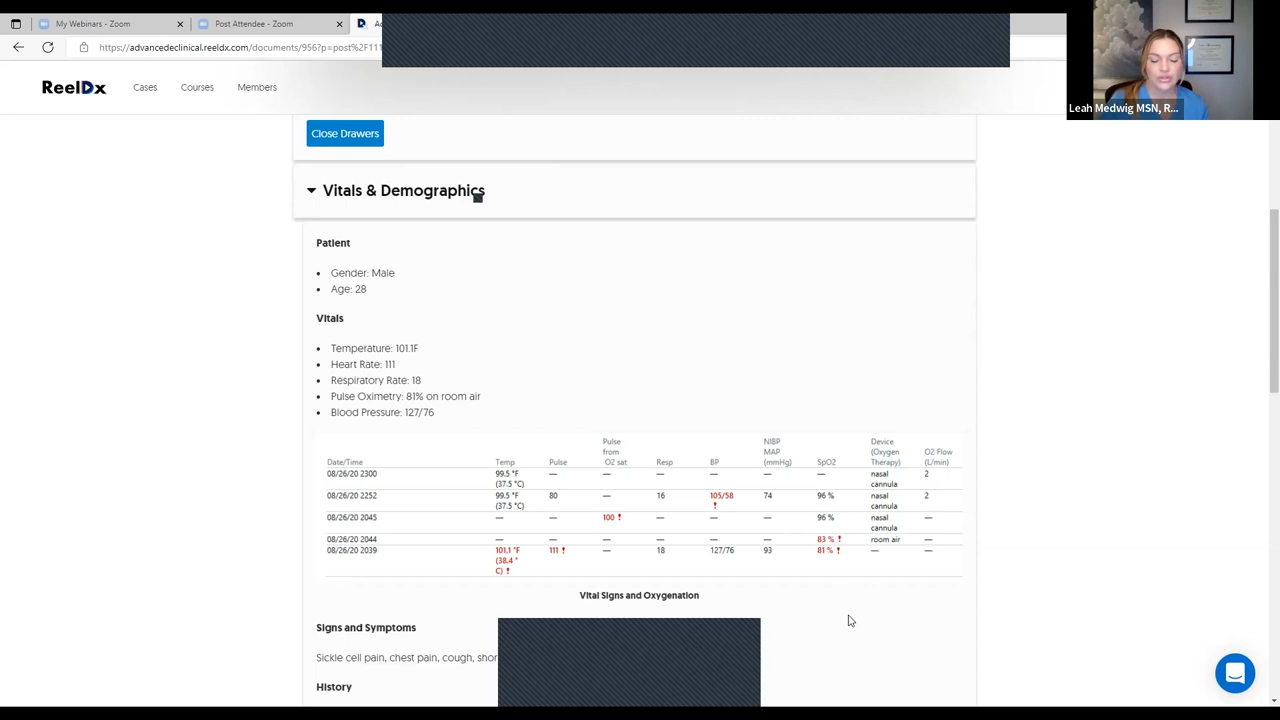 My Webinars - Zoom
Post Attendee - Zoom
https://advancedeclinical.reeldx.com/documents/956?p=post%2F111
Leah Medwig MSN, R...
ReelDx
Cases
Courses
Members
Close Drawers
Vitals & Demographics
Patient
• Gender: Male
• Age: 28
Vitals
• Temperature: 101.1F
• Heart Rate: 111
• Respiratory Rate: 18
• Pulse Oximetry: 81% on room air
• Blood Pressure: 127/76
Date/Time Temp Pulse Pulse from O2 sat Resp BP NIBP MAP (mmHg) SpO2 Device (Oxygen Therapy) O2 Flow (L/min)
08/26/20 2300 99.5 °F (37.5 °C) — — — — — — nasal cannula 2
08/26/20 2252 99.5 °F (37.5 °C) 80 — 16 105/58 ! 74 96 % nasal cannula 2
08/26/20 2045 — — 100 ! — — — 96 % nasal cannula —
08/26/20 2044 — — — — — — 83 % ! room air —
08/26/20 2039 101.1 °F (38.4 °C) ! 111 ! — 18 127/76 93 81 % ! — —
Vital Signs and Oxygenation
Signs and Symptoms
Sickle cell pain, chest pain, cough,
History